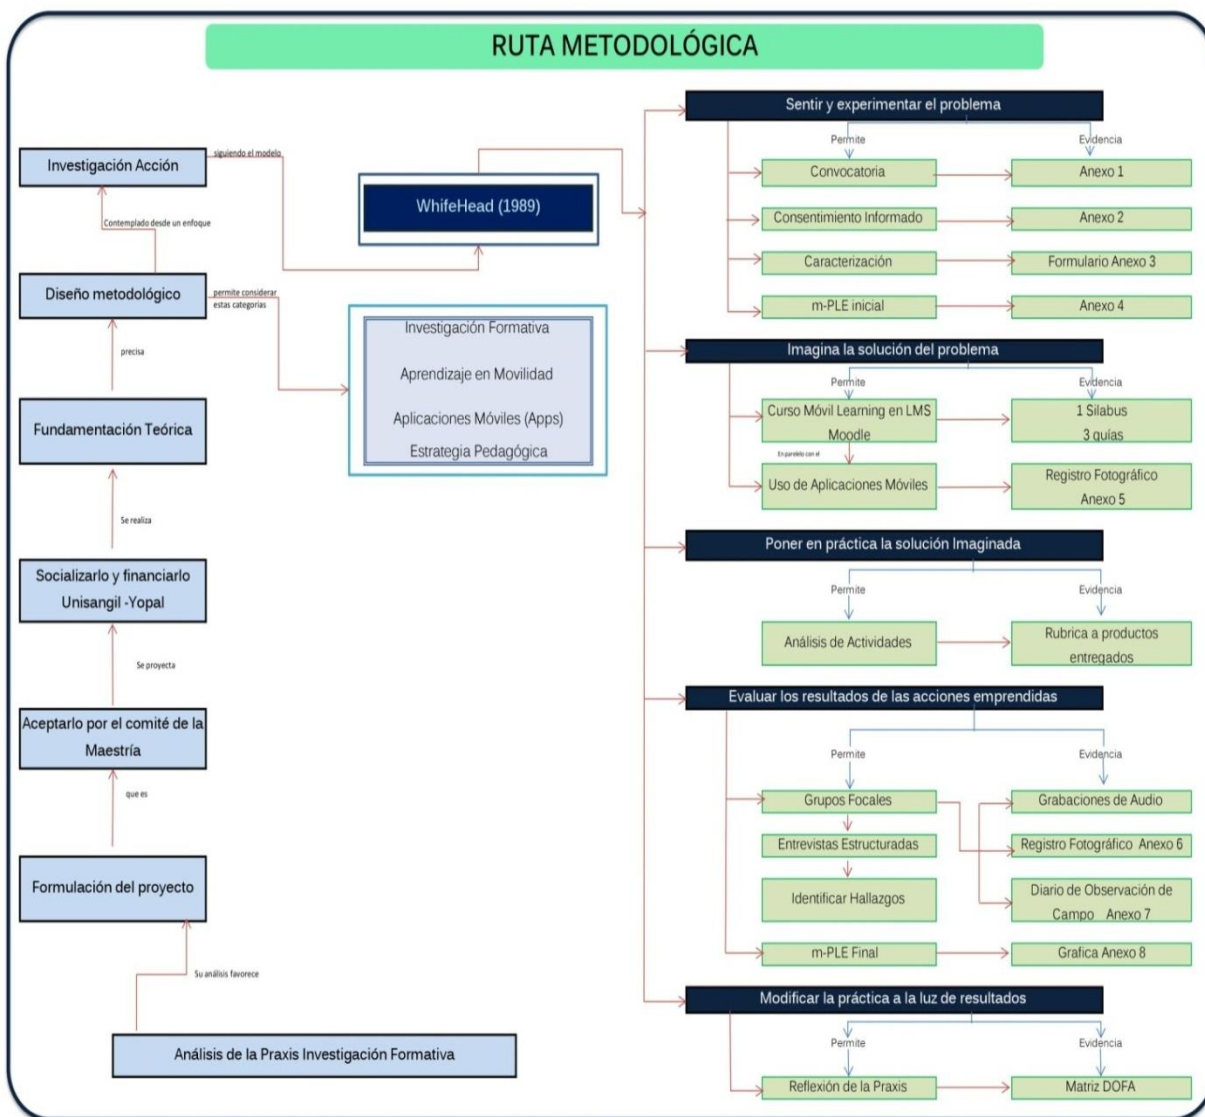 RUTA METODOLÓGICA
Investigación Acción
siguiendo el modelo
Contemplado desde un enfoque
Diseño metodológico
permite considerar
estas categorías
precisa
Fundamentación Teórica
Se realiza
Socializarlo y financiarlo
Unisangil -Yopal
Se proyecta
Aceptarlo por el comité de la
Maestría
que es
Formulación del proyecto
Su análisis favorece
Análisis de la Praxis Investigación Formativa
WhifeHead (1989)
Investigación Formativa
Aprendizaje en Movilidad
Aplicaciones Móviles (Apps)
Estrategia Pedagógica
Sentir y experimentar el problema
Permite
Evidencia
Convocatoria
Anexo 1
Consentimiento Informado
Anexo 2
Caracterización
Formulario Anexo 3
m-PLE inicial
Anexo 4
Imagina la solución del problema
Permite
Evidencia
Curso Móvil Learning en LMS
Moodle
1 Silabus
3 guías
En parelelo con el
Uso de Aplicaciones Móviles
Registro Fotográfico
Anexo 5
Poner en práctica la solución Imaginada
Permite
Evidencia
Análisis de Actividades
Rubrica a productos
entregados
Evaluar los resultados de las acciones emprendidas
Permite
Evidencia
Grupos Focales
Grabaciones de Audio
Entrevistas Estructuradas
Registro Fotográfico Anexo 6
Identificar Hallazgos
Diario de Observación de
Campo Anexo 7
m-PLE Final
Grafica Anexo 8
Modificar la práctica a la luz de resultados
Permite
Evidencia
Reflexión de la Praxis
Matriz DOFA